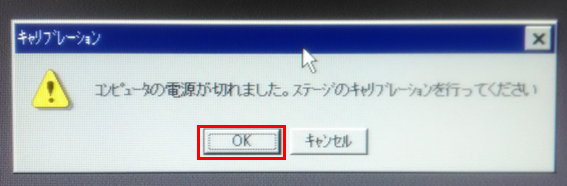 キャリブレーション
コンピュータの電源が切れました。ステージのキャリブレーションを行ってください
OK
キャンセル